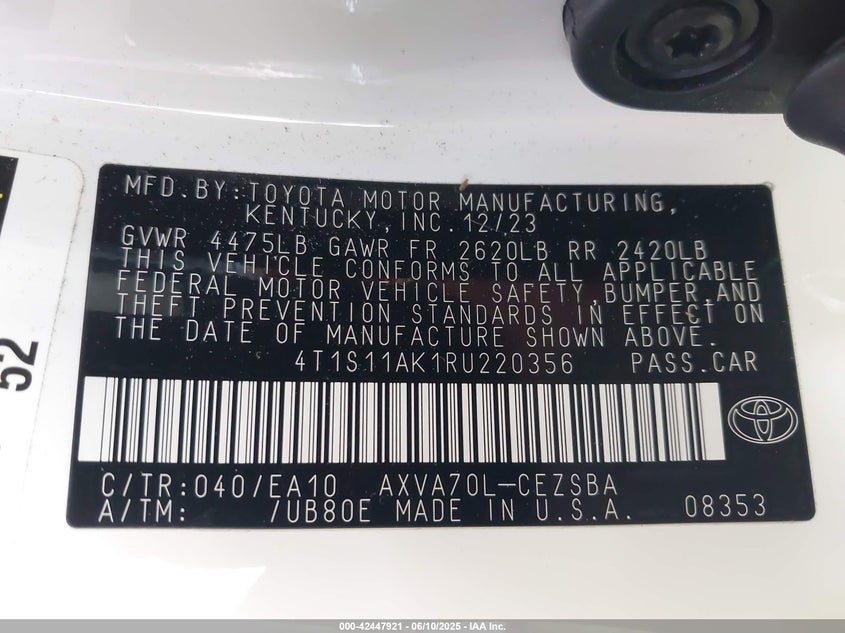 MFD.BY:TOYOTA MOTOR MANUFACTURING,
KENTUCKY,INC.12/23
GVWR 4475LB GAWR FR 2620LB RR 2420LB
THIS VEHICLE CONFORMS TO ALL APPLICABLE
FEDERAL MOTOR VEHICLE SAFETY,BUMPER,AND
THEFT PREVENTION STANDARDS IN EFFECT ON
THE DATE OF MANUFACTURE SHOWN ABOVE.
4T1S11AK1RU220356 PASS.CAR
C/TR:040/EA10 AXVA70L-CEZSBA
A/TM: /UB80E MADE IN U.S.A. 08353
52
000-42447921 | 06/10/2025 - IAA Inc.